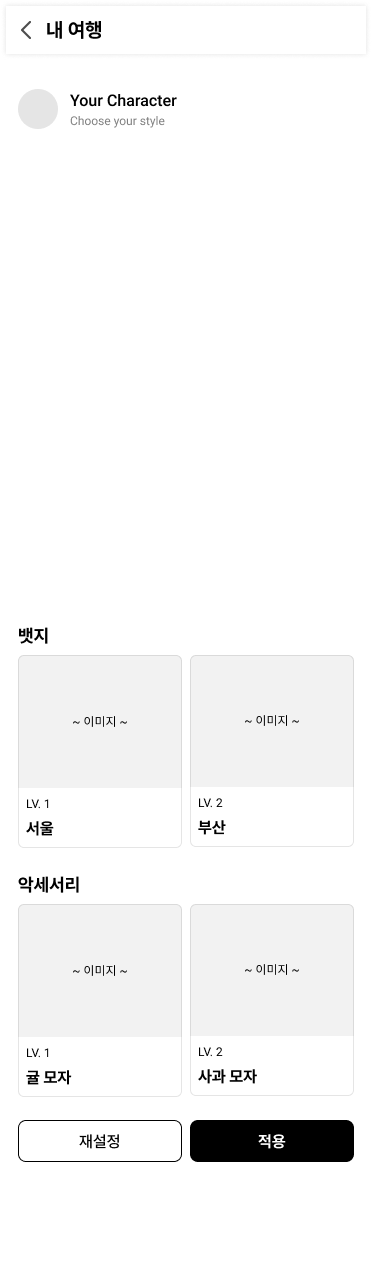 내 여행
Your Character
Choose your style
뱃지
~ 이미지 ~
~ 이미지 ~
LV. 1
서울
LV. 2
부산
악세서리
~ 이미지 ~
~ 이미지 ~
LV. 1
귤 모자
LV. 2
사과 모자
재설정
적용